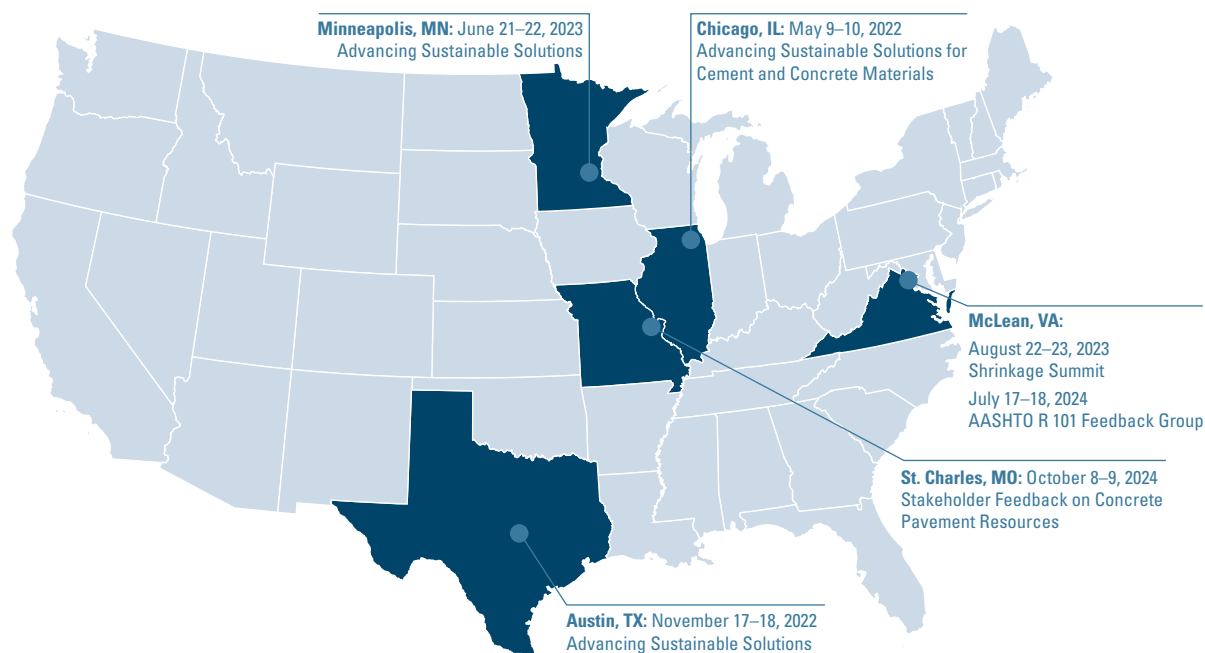 Minneapolis, MN: June 21–22, 2023
Advancing Sustainable Solutions
Chicago, IL: May 9–10, 2022
Advancing Sustainable Solutions for
Cement and Concrete Materials
McLean, VA:
August 22–23, 2023
Shrinkage Summit
July 17–18, 2024
AASHTO R 101 Feedback Group
St. Charles, MO: October 8–9, 2024
Stakeholder Feedback on Concrete
Pavement Resources
Austin, TX: November 17–18, 2022
Advancing Sustainable Solutions